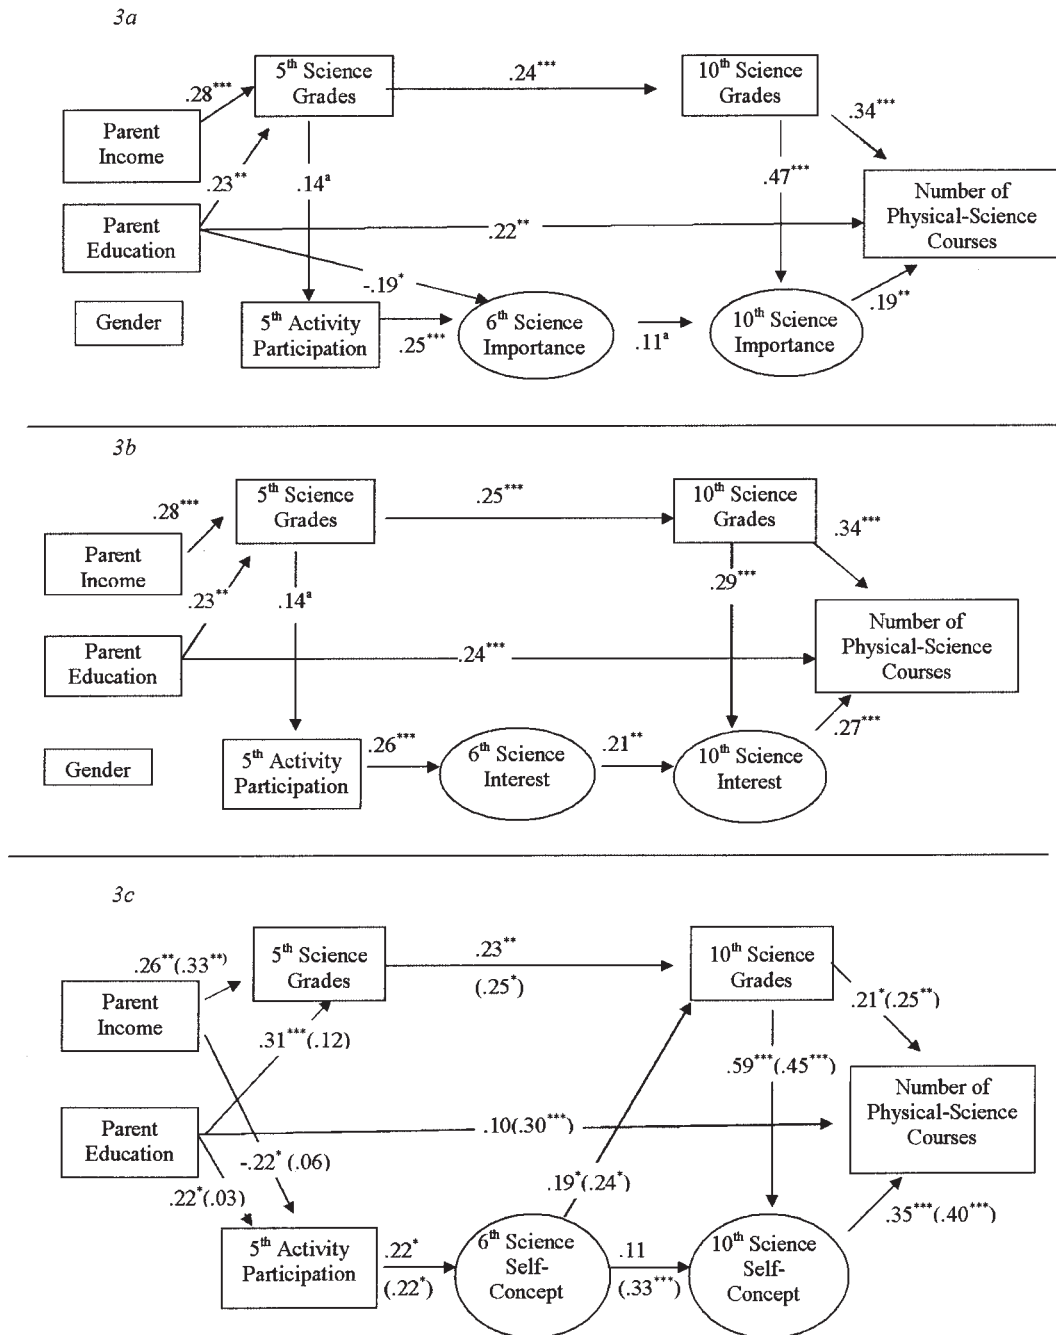 3a
5th Science
Grades
.24***
10th Science
Grades
.28***
.34***
Parent
Income
.23**
.14a
.47***
Number of
Physical-Science
Courses
Parent
Education
.22**
-.19*
.19**
Gender
5th Activity
Participation
.25***
6th Science
Importance
.11a
10th Science
Importance
3b
5th Science
Grades
.25***
10th Science
Grades
.28***
.34***
Parent
Income
.29***
.23**
.14a
Number of
Physical-Science
Courses
Parent
Education
.24***
.27***
Gender
5th Activity
Participation
.26***
6th Science
Interest
.21**
10th Science
Interest
3c
5th Science
Grades
.23**
(.25*)
10th Science
Grades
.26**(.33**)
.21*(.25**)
Parent
Income
.31***(.12)
.59***(.45***)
Number of
Physical-Science
Courses
Parent
Education
.10(.30***)
-.22*(.06)
.22*(.03)
.19*(.24*)
.35***(.40***)
5th Activity
Participation
.22*
(.22*)
6th Science
Self-
Concept
.11
(.33***)
10th Science
Self-
Concept